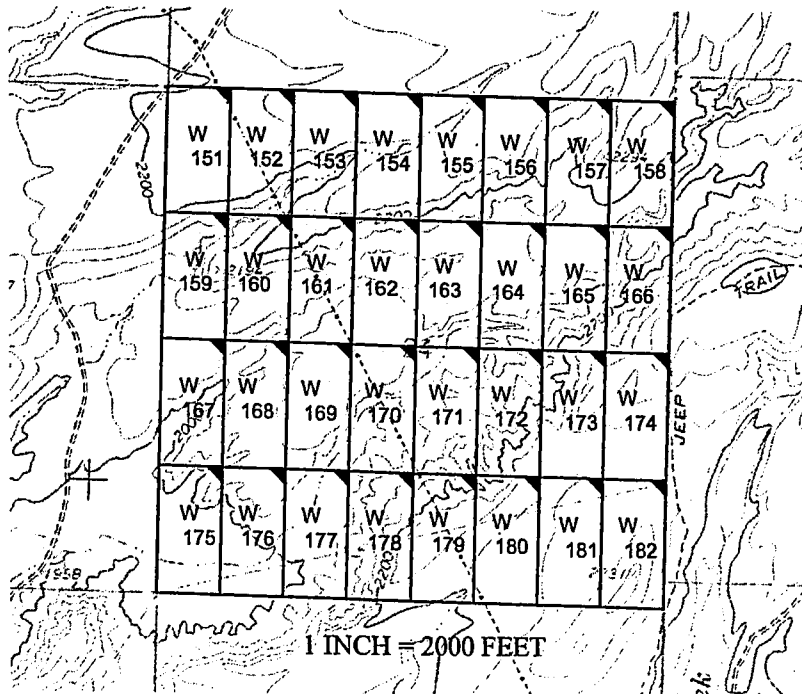 W 151 W 152 W 153 W 154 W 155 W 156 W 157 W 158
2200
W 159 W 160 W 161 W 162 W 163 W 164 W 165 W 166
TRAIL
W 167 W 168 W 169 W 170 W 171 W 172 W 173 W 174
JEEP
W 175 W 176 W 177 W 178 W 179 W 180 W 181 W 182
2200
1958
1 INCH = 2000 FEET